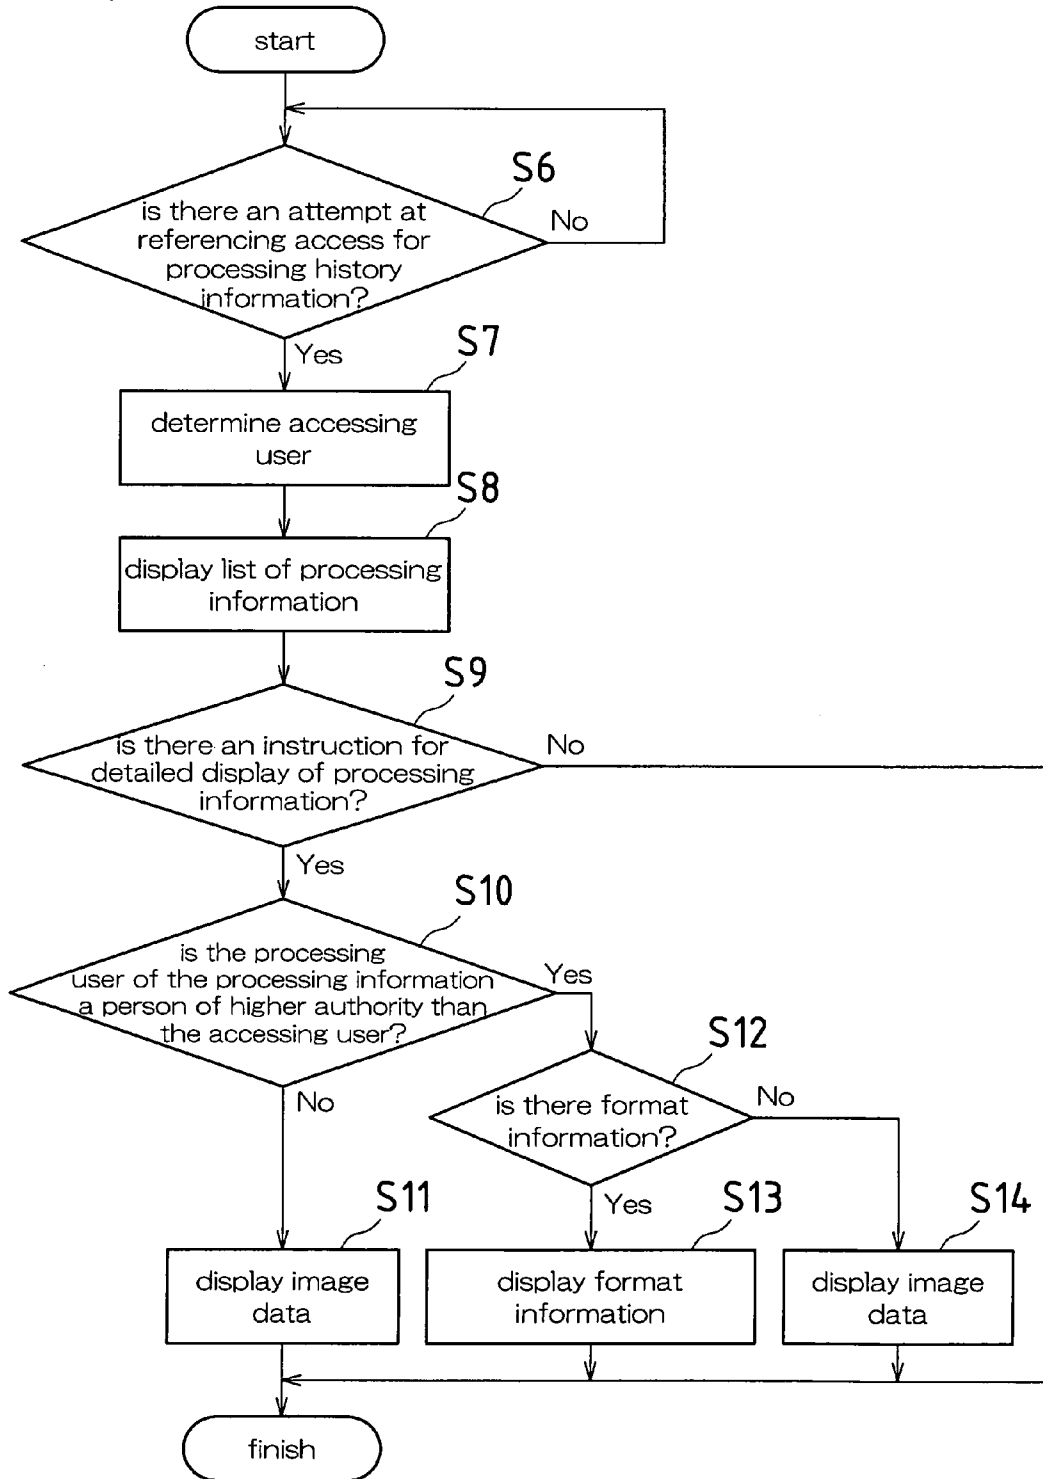 start
S6
is there an attempt at
referencing access for
processing history
information?
No
Yes
S7
determine accessing
user
S8
display list of processing
information
S9
is there an instruction for
detailed display of processing
information?
No
Yes
S10
is the processing
user of the processing information
a person of higher authority than
the accessing user?
Yes
No
S12
is there format
information?
No
Yes
S11
display image
data
S13
display format
information
S14
display image
data
finish